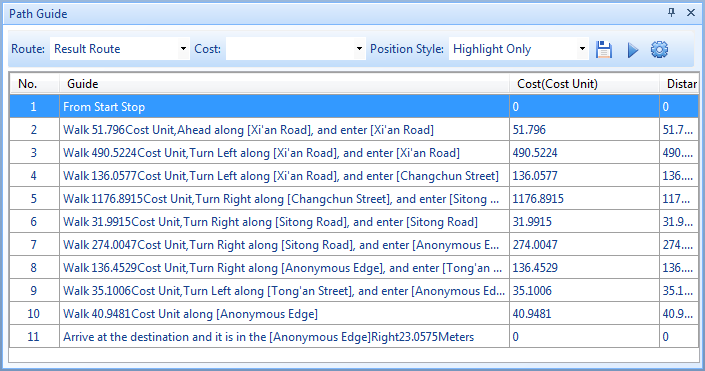 Path Guide
Route: Result Route Cost: Position Style: Highlight Only
No. Guide Cost(Cost Unit) Distar
1 From Start Stop 0 0
2 Walk 51.796Cost Unit,Ahead along [Xi'an Road], and enter [Xi'an Road] 51.796 51.7...
3 Walk 490.5224Cost Unit,Turn Left along [Xi'an Road], and enter [Xi'an Road] 490.5224 490....
4 Walk 136.0577Cost Unit,Turn Left along [Xi'an Road], and enter [Changchun Street] 136.0577 136....
5 Walk 1176.8915Cost Unit,Turn Right along [Changchun Street], and enter [Sitong ... 1176.8915 117....
6 Walk 31.9915Cost Unit,Turn Right along [Sitong Road], and enter [Sitong Road] 31.9915 31.9...
7 Walk 274.0047Cost Unit,Turn Right along [Sitong Road], and enter [Anonymous E... 274.0047 274....
8 Walk 136.4529Cost Unit,Turn Right along [Anonymous Edge], and enter [Tong'an ... 136.4529 136....
9 Walk 35.1006Cost Unit,Turn Left along [Tong'an Street], and enter [Anonymous Ed... 35.1006 35.1...
10 Walk 40.9481Cost Unit along [Anonymous Edge] 40.9481 40.9...
11 Arrive at the destination and it is in the [Anonymous Edge]Right23.0575Meters 0 0